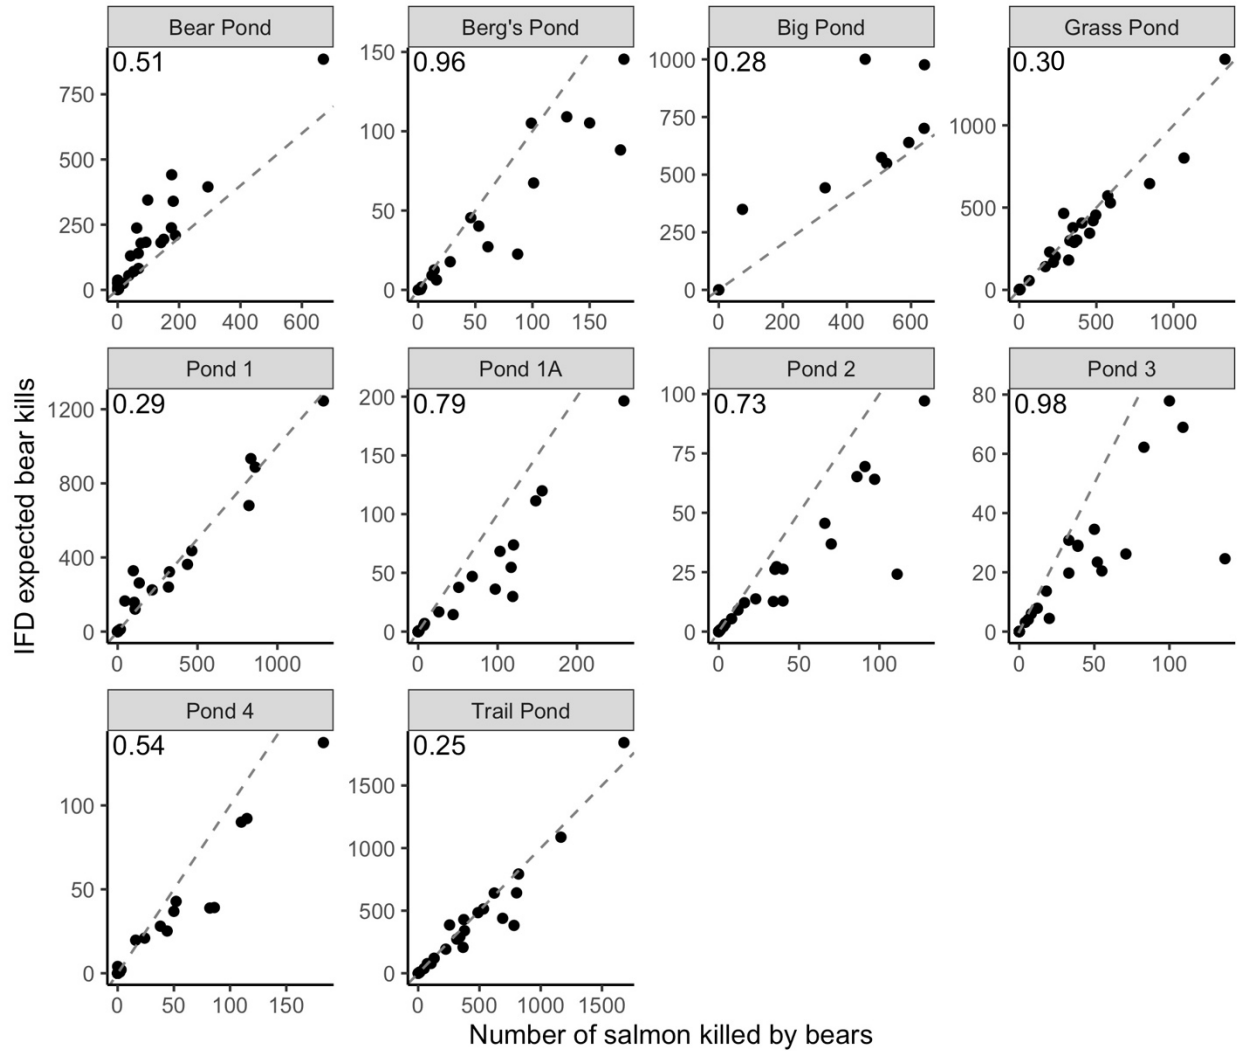 Bear Pond
Berg's Pond
Big Pond
Grass Pond
0.51
0.96
0.28
0.30
750
500
250
0
150
100
50
0
1000
750
500
250
0
1000
500
0
0 200 400 600
0 50 100 150
0 200 400 600
0 500 1000
Pond 1
Pond 1A
Pond 2
Pond 3
0.29
0.79
0.73
0.98
1200
800
400
0
200
150
100
50
0
100
75
50
25
0
80
60
40
20
0
0 500 1000
0 100 200
0 50 100
0 50 100
Pond 4
Trail Pond
0.54
0.25
100
50
0
1500
1000
500
0
0 50 100 150
0 500 1000 1500
IFD expected bear kills
Number of salmon killed by bears